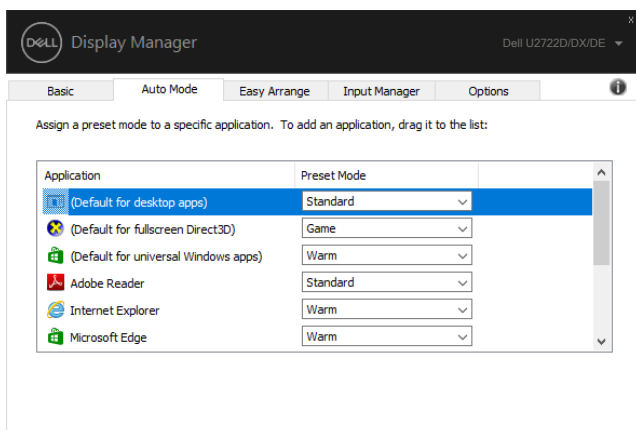 DELL Display Manager
Dell U2722D/DX/DE
x
Basic Auto Mode Easy Arrange Input Manager Options
Assign a preset mode to a specific application. To add an application, drag it to the list:
Application Preset Mode
(Default for desktop apps) Standard
(Default for fullscreen Direct3D) Game
(Default for universal Windows apps) Warm
Adobe Reader Standard
Internet Explorer Warm
Microsoft Edge Warm